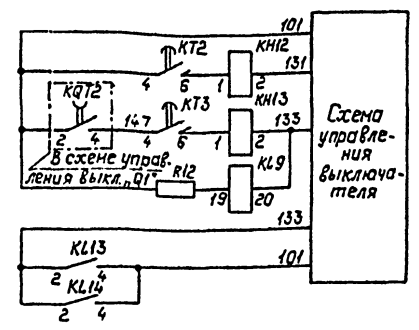 101
KT2
KH12
4 6 1 2 131
KQT2
KT3
KH13
2 4 147 4 6 1 2 133
В схеме управ-
ления выкл. „Q1"
R12
KL9
19 20
133
101
KL13
2 4
KL14
2 4
Схема
управле-
ния
выключа-
теля